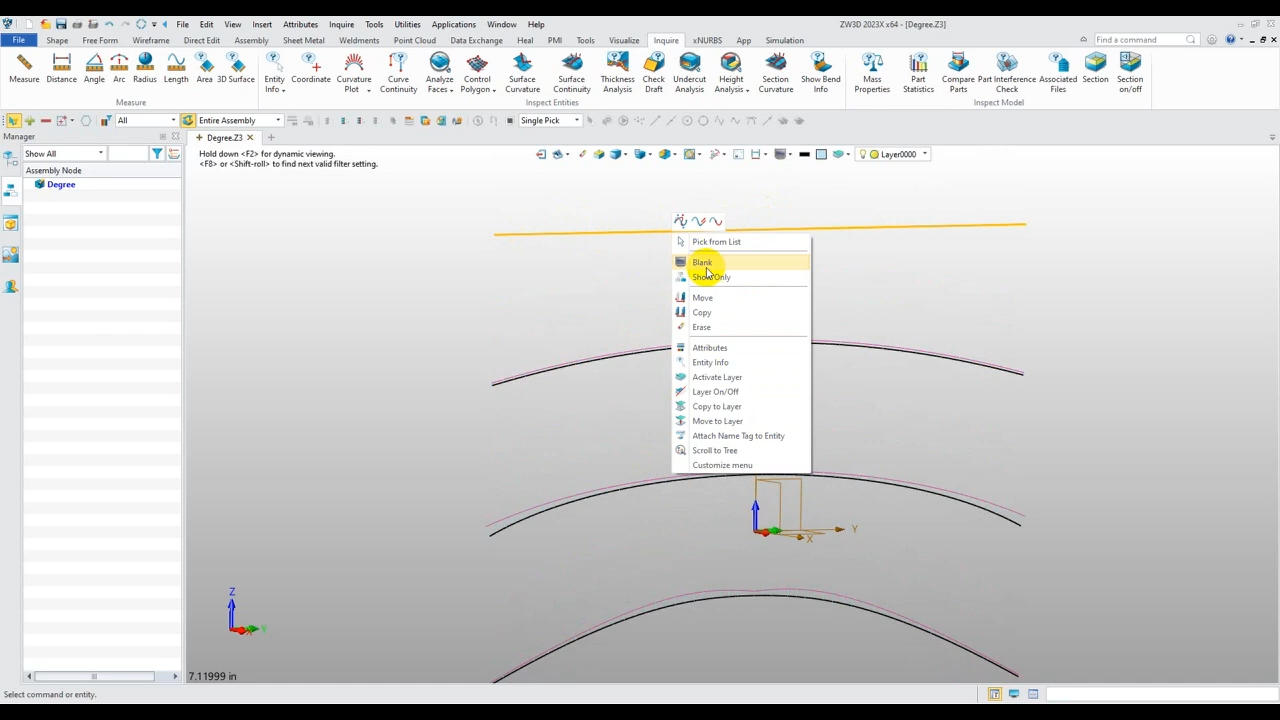 File Edit View Insert Attributes Inquire Tools Utilities Applications Window Help ZW3D 2023X x64 - [Degree.Z3]
File Shape Free Form Wireframe Direct Edit Assembly Sheet Metal Weldments Point Cloud Data Exchange Heal PMI Tools Visualize Inquire xNURBS App Simulation Find a command
Measure Distance Angle Arc Radius Length Area 3D Surface Entity Info Coordinate Curvature Plot Curve Continuity Analyze Faces Control Polygon Surface Curvature Surface Continuity Thickness Analysis Check Draft Undercut Analysis Height Analysis Section Curvature Show Bend Info Mass Properties Part Statistics Compare Parts Part Interference Check Associated Files Section Section on/off
Measure Inspect Entities Inspect Model
All Entire Assembly Single Pick
Manager Degree.Z3
Show All Hold down <F2> for dynamic viewing. Layer0000
<F8> or <Shift-roll> to find next valid filter setting.
Assembly Node
Degree
Pick from List
Blank
Show Only
Move
Copy
Erase
Attributes
Entity Info
Activate Layer
Layer On/Off
Copy to Layer
Move to Layer
Attach Name Tag to Entity
Scroll to Tree
Customize menu
Y
X
Z
7.11999 in
Select command or entity.